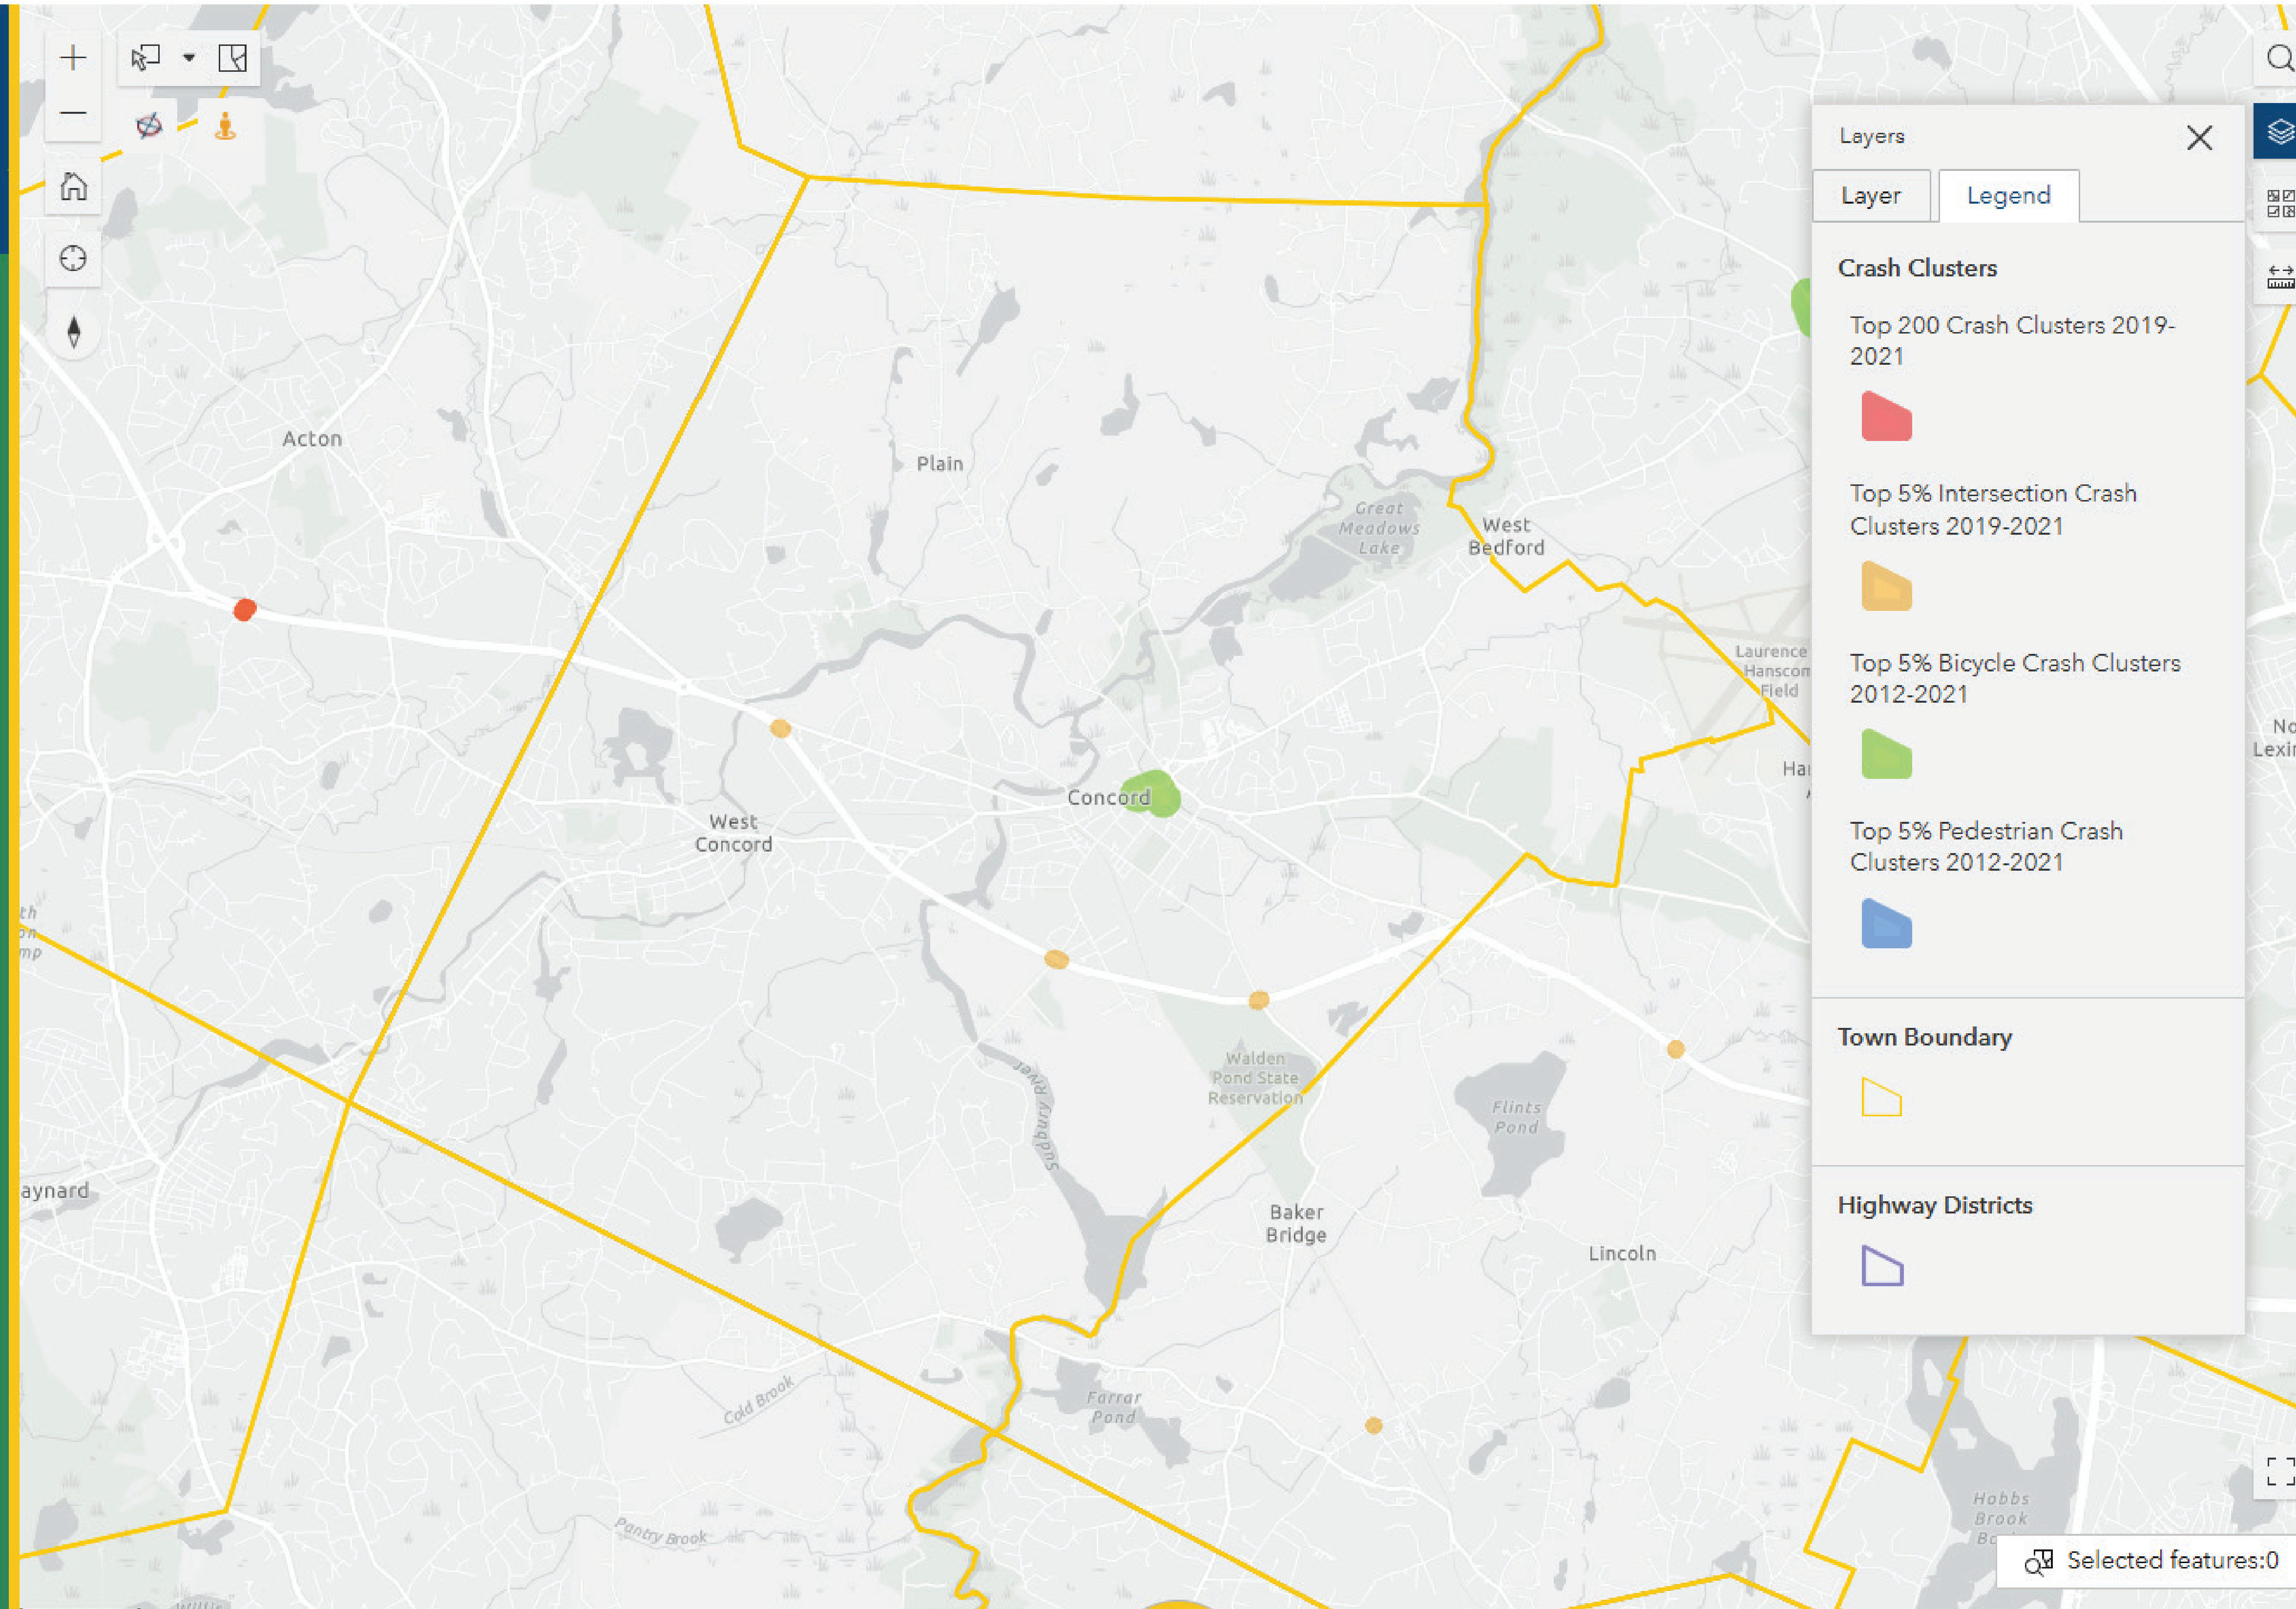 Acton
Plain
Great
Meadows
Lake
West
Bedford
Laurence
Field
West
Concord
Concord
Walden
Pond State
Reservation
Sudbury River
Flints
Pond
Baker
Bridge
Lincoln
aynard
Cold Brook
Farrar
Pond
Pantry Brook
Hobbs
Brook
Layers
Layer
Legend
Crash Clusters
Top 200 Crash Clusters 2019-
2021
Top 5% Intersection Crash
Clusters 2019-2021
Top 5% Bicycle Crash Clusters
2012-2021
Top 5% Pedestrian Crash
Clusters 2012-2021
Town Boundary
Highway Districts
Selected features:0